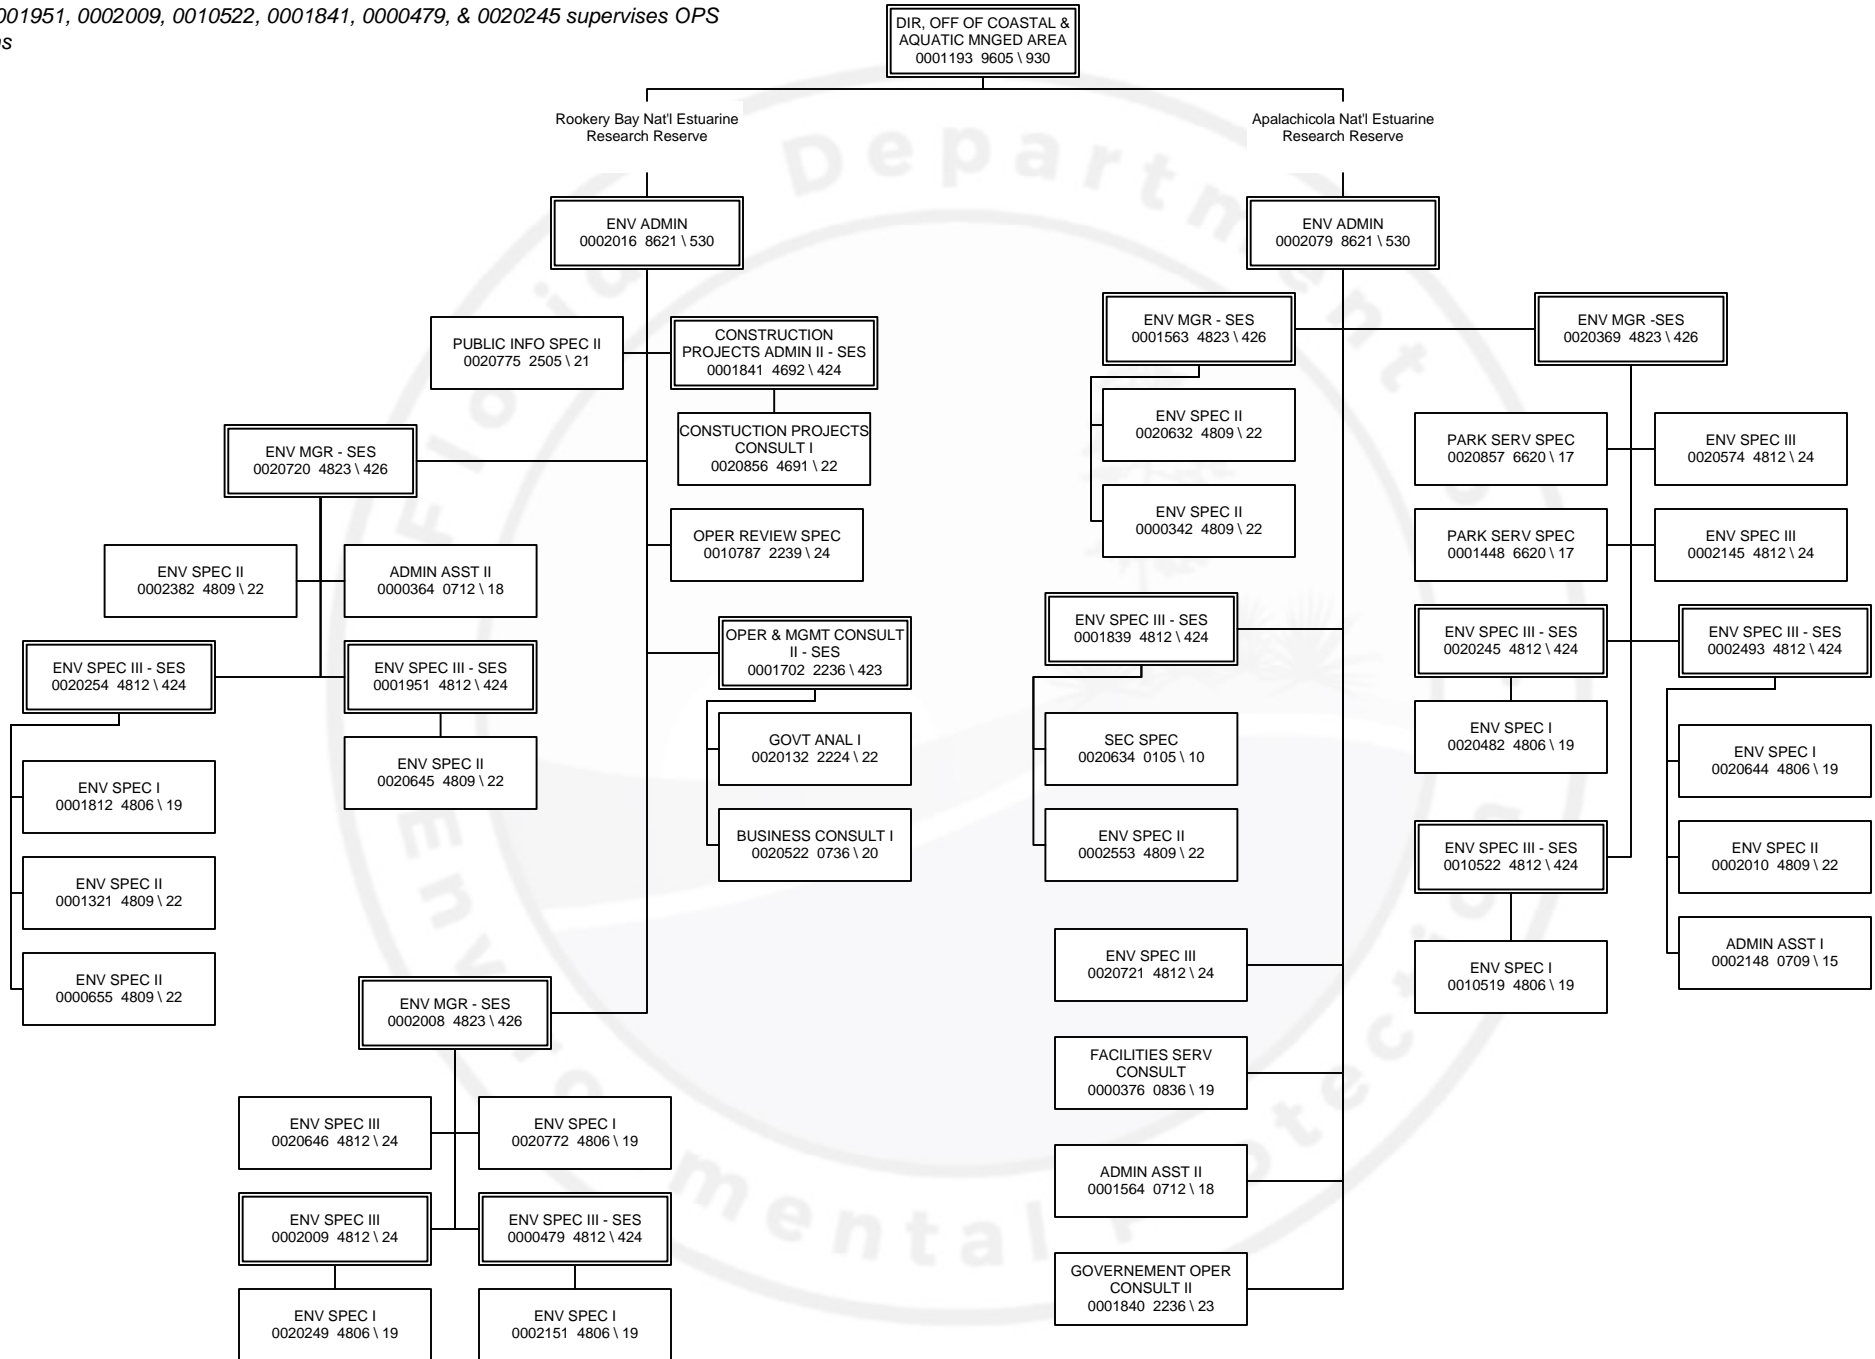 001951, 0002009, 0010522, 0001841, 0000479, & 0020245 supervises OPS
DIR, OFF OF COASTAL &
AQUATIC MNGED AREA
0001193 9605 \ 930
Rookery Bay Nat'l Estuarine
Research Reserve
Apalachicola Nat'l Estuarine
Research Reserve
ENV ADMIN
0002016 8621 \ 530
ENV ADMIN
0002079 8621 \ 530
PUBLIC INFO SPEC II
0020775 2505 \ 21
CONSTRUCTION
PROJECTS ADMIN II - SES
0001841 4692 \ 424
CONSTUCTION PROJECTS
CONSULT I
0020856 4691 \ 22
ENV MGR - SES
0020720 4823 \ 426
OPER REVIEW SPEC
0010787 2239 \ 24
ENV SPEC II
0002382 4809 \ 22
ADMIN ASST II
0000364 0712 \ 18
ENV SPEC III - SES
0020254 4812 \ 424
ENV SPEC III - SES
0001951 4812 \ 424
ENV SPEC II
0020645 4809 \ 22
ENV SPEC I
0001812 4806 \ 19
ENV SPEC II
0001321 4809 \ 22
ENV SPEC II
0000655 4809 \ 22
OPER & MGMT CONSULT
II - SES
0001702 2236 \ 423
GOVT ANAL I
0020132 2224 \ 22
BUSINESS CONSULT I
0020522 0736 \ 20
ENV MGR - SES
0002008 4823 \ 426
ENV SPEC III
0020646 4812 \ 24
ENV SPEC I
0020772 4806 \ 19
ENV SPEC III
0002009 4812 \ 24
ENV SPEC III - SES
0000479 4812 \ 424
ENV SPEC I
0020249 4806 \ 19
ENV SPEC I
0002151 4806 \ 19
ENV MGR - SES
0001563 4823 \ 426
ENV SPEC II
0020632 4809 \ 22
ENV SPEC II
0000342 4809 \ 22
ENV MGR -SES
0020369 4823 \ 426
PARK SERV SPEC
0020857 6620 \ 17
ENV SPEC III
0020574 4812 \ 24
PARK SERV SPEC
0001448 6620 \ 17
ENV SPEC III
0002145 4812 \ 24
ENV SPEC III - SES
0020245 4812 \ 424
ENV SPEC III - SES
0002493 4812 \ 424
ENV SPEC I
0020482 4806 \ 19
ENV SPEC I
0020644 4806 \ 19
ENV SPEC III - SES
0010522 4812 \ 424
ENV SPEC II
0002010 4809 \ 22
ENV SPEC I
0010519 4806 \ 19
ADMIN ASST I
0002148 0709 \ 15
ENV SPEC III - SES
0001839 4812 \ 424
SEC SPEC
0020634 0105 \ 10
ENV SPEC II
0002553 4809 \ 22
ENV SPEC III
0020721 4812 \ 24
FACILITIES SERV
CONSULT
0000376 0836 \ 19
ADMIN ASST II
0001564 0712 \ 18
GOVERNEMENT OPER
CONSULT II
0001840 2236 \ 23
Florida Department of
Environmental Protection